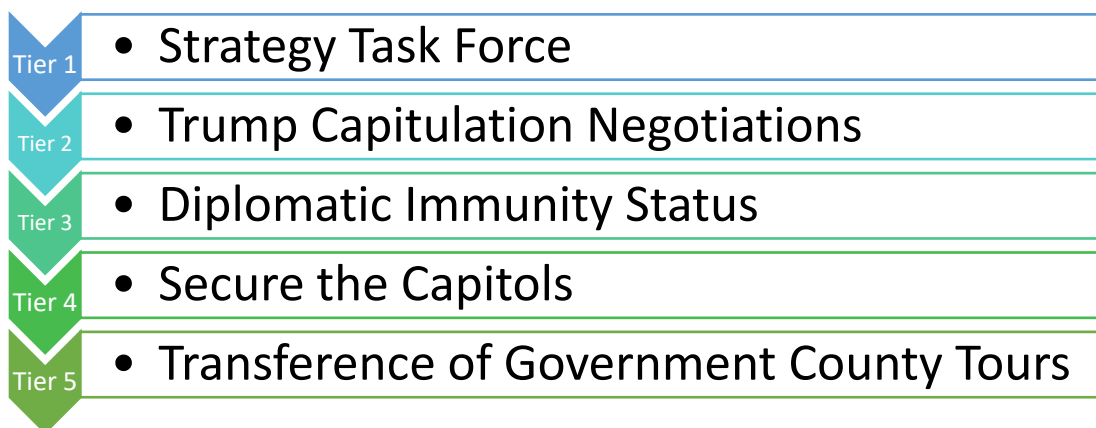 Tier 1
• Strategy Task Force
Tier 2
• Trump Capitulation Negotiations
Tier 3
• Diplomatic Immunity Status
Tier 4
• Secure the Capitols
Tier 5
• Transference of Government County Tours